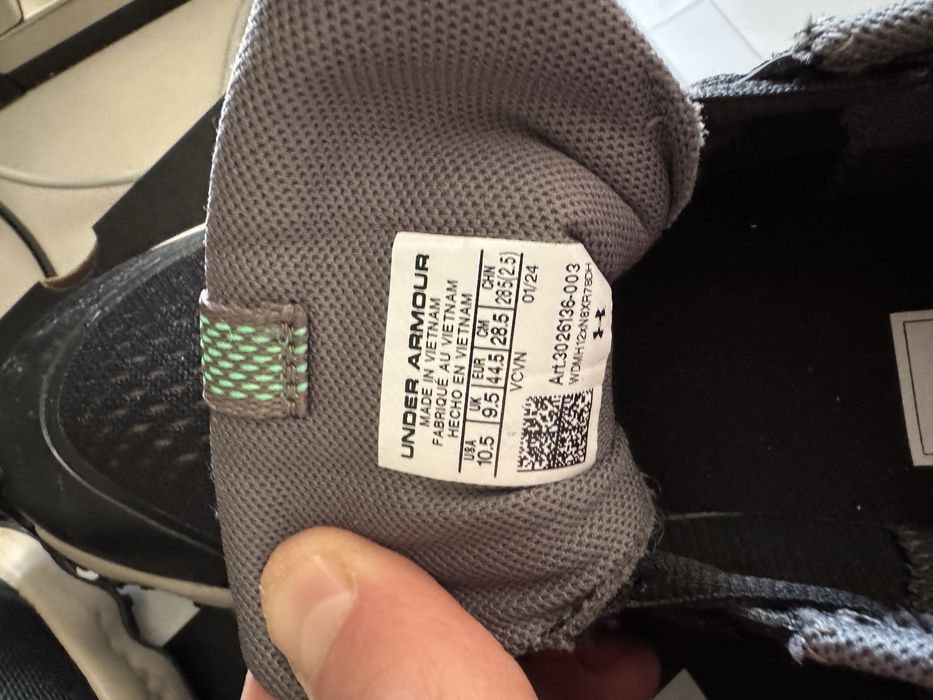 UNDER ARMOUR
MADE IN VIETNAM
FABRIQUÉ AU VIETNAM
HECHO EN VIETNAM
USA UK EUR CM CHN
10.5 9.5 44.5 28.5 285(2.5)
VCVN 01/24
Art.3026136-003